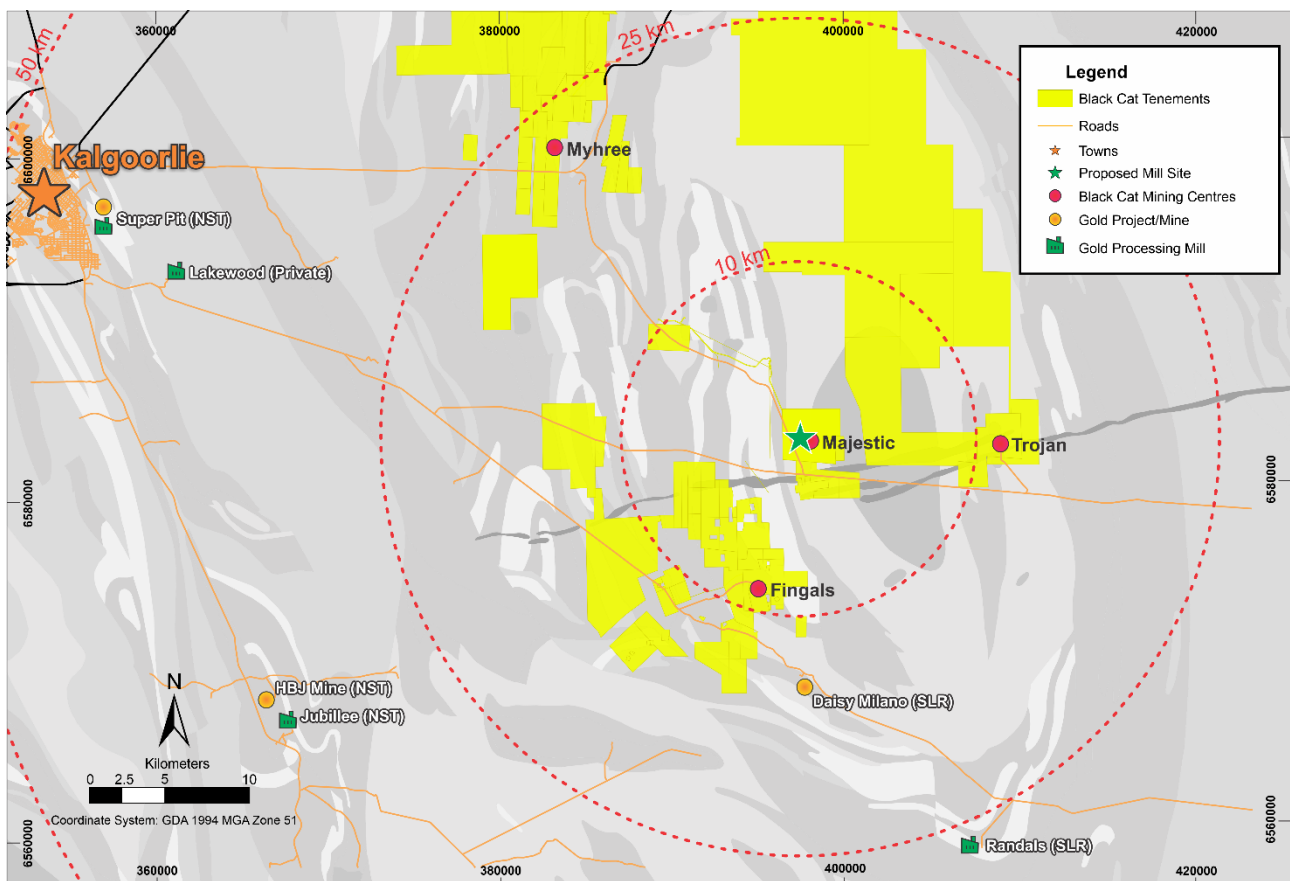 360000
380000
400000
420000
50 km
25 km
Legend
Black Cat Tenements
Roads
Towns
Proposed Mill Site
Black Cat Mining Centres
Gold Project/Mine
Gold Processing Mill
6600000
6600000
Kalgoorlie
Myhree
Super Pit (NST)
Lakewood (Private)
10 km
Majestic
Trojan
6580000
6580000
Fingals
HBJ Mine (NST)
Jubillee (NST)
Daisy Milano (SLR)
N
Kilometers
0 2.5 5 10
Coordinate System: GDA 1994 MGA Zone 51
6560000
6560000
Randals (SLR)
360000
380000
400000
420000